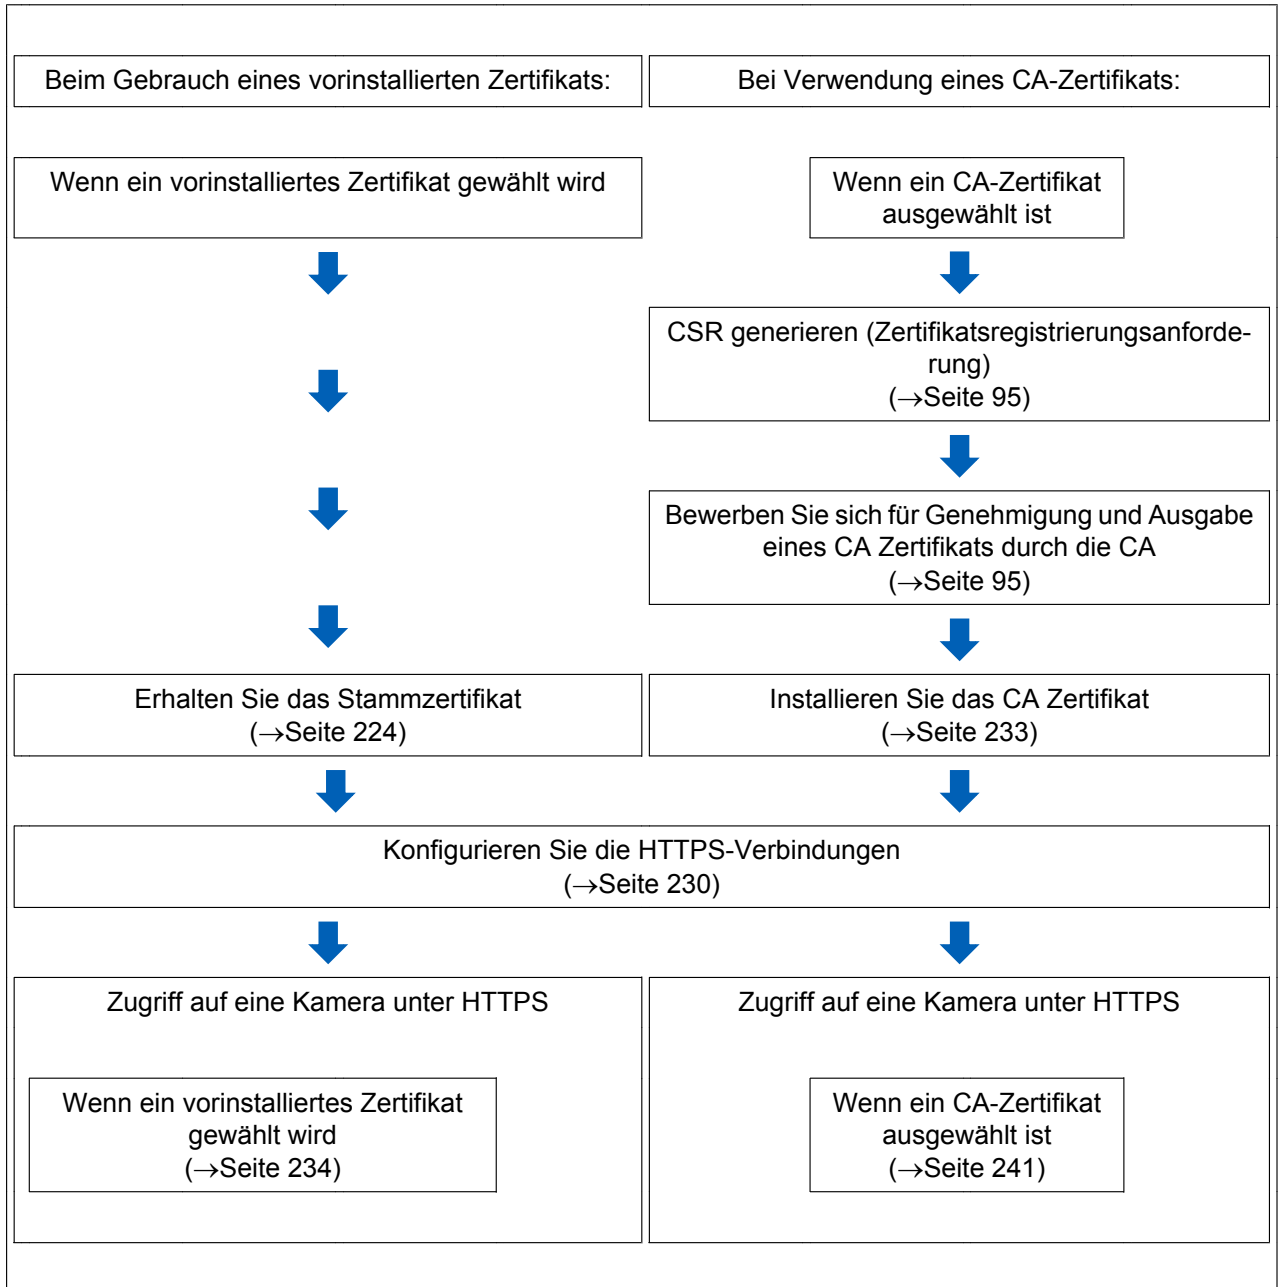 Beim Gebrauch eines vorinstallierten Zertifikats:
Bei Verwendung eines CA-Zertifikats:
Wenn ein vorinstalliertes Zertifikat gewählt wird
Wenn ein CA-Zertifikat
ausgewählt ist
CSR generieren (Zertifikatsregistrierungsanforde-
rung)
(→Seite 95)
Bewerben Sie sich für Genehmigung und Ausgabe
eines CA Zertifikats durch die CA
(→Seite 95)
Erhalten Sie das Stammzertifikat
(→Seite 224)
Installieren Sie das CA Zertifikat
(→Seite 233)
Konfigurieren Sie die HTTPS-Verbindungen
(→Seite 230)
Zugriff auf eine Kamera unter HTTPS
Wenn ein vorinstalliertes Zertifikat
gewählt wird
(→Seite 234)
Zugriff auf eine Kamera unter HTTPS
Wenn ein CA-Zertifikat
ausgewählt ist
(→Seite 241)